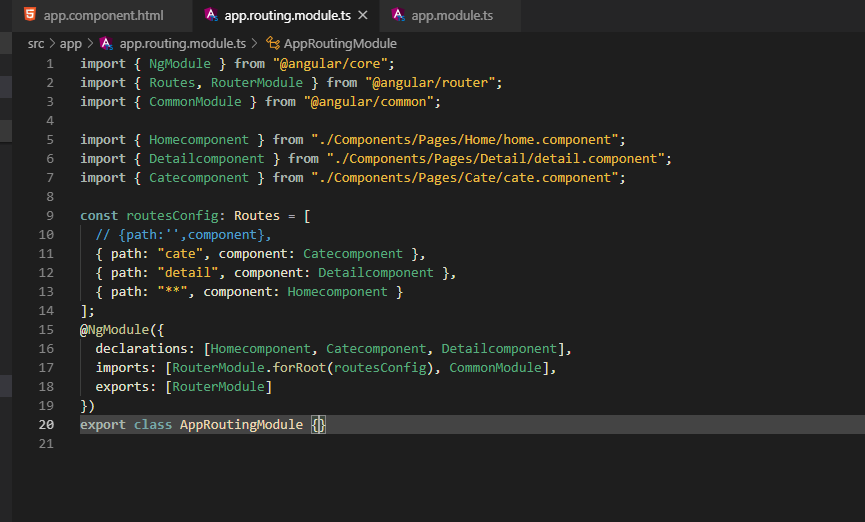 app.component.html app.routing.module.ts app.module.ts
src > app > app.routing.module.ts > AppRoutingModule
1 import { NgModule } from "@angular/core";
2 import { Routes, RouterModule } from "@angular/router";
3 import { CommonModule } from "@angular/common";
4
5 import { Homecomponent } from "./Components/Pages/Home/home.component";
6 import { Detailcomponent } from "./Components/Pages/Detail/detail.component";
7 import { Catecomponent } from "./Components/Pages/Cate/cate.component";
8
9 const routesConfig: Routes = [
10 // {path:'',component},
11 { path: "cate", component: Catecomponent },
12 { path: "detail", component: Detailcomponent },
13 { path: "**", component: Homecomponent }
14 ];
15 @NgModule({
16 declarations: [Homecomponent, Catecomponent, Detailcomponent],
17 imports: [RouterModule.forRoot(routesConfig), CommonModule],
18 exports: [RouterModule]
19 })
20 export class AppRoutingModule {}
21